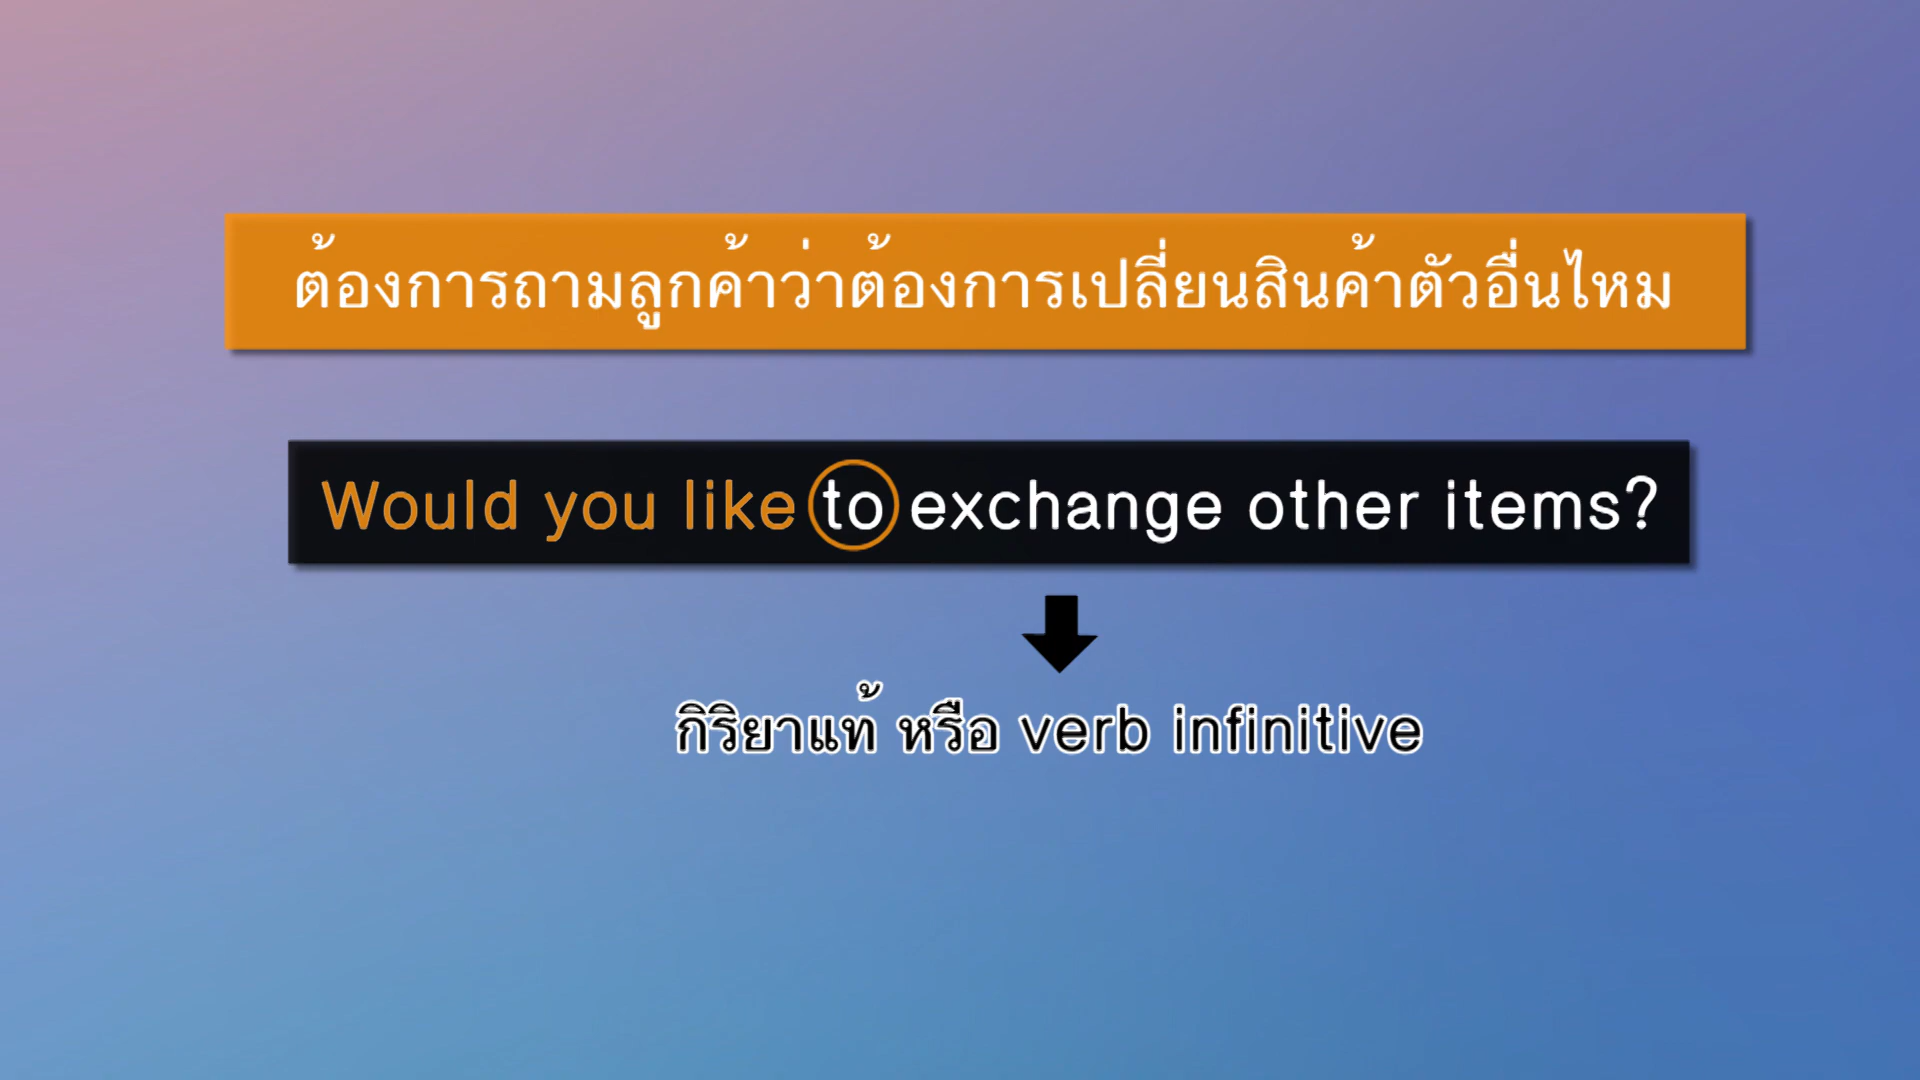 ต้องการถามลูกค้าว่าต้องการเปลี่ยนสินค้าตัวอื่นไหม
Would you like to exchange other items?
กิริยาแท้ หรือ verb infinitive